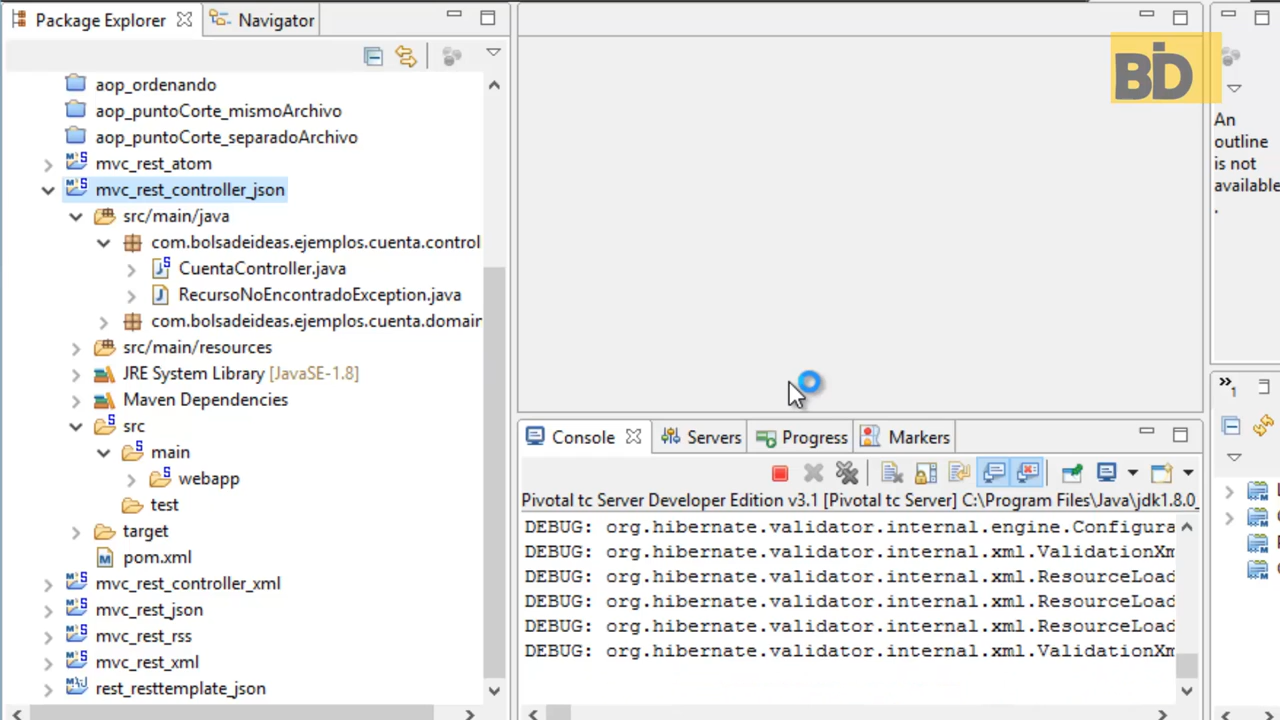 Package Explorer
Navigator
BD
aop_ordenando
aop_puntoCorte_mismoArchivo
aop_puntoCorte_separadoArchivo
mvc_rest_atom
mvc_rest_controller_json
src/main/java
com.bolsadeideas.ejemplos.cuenta.control
CuentaController.java
RecursoNoEncontradoException.java
com.bolsadeideas.ejemplos.cuenta.domain
src/main/resources
JRE System Library [JavaSE-1.8]
Maven Dependencies
src
main
webapp
test
target
pom.xml
mvc_rest_controller_xml
mvc_rest_json
mvc_rest_rss
mvc_rest_xml
rest_resttemplate_json
An
outline
is not
available
.
Console
Servers
Progress
Markers
Pivotal tc Server Developer Edition v3.1 [Pivotal tc Server] C:\Program Files\Java\jdk1.8.0_
DEBUG: org.hibernate.validator.internal.engine.Configura
DEBUG: org.hibernate.validator.internal.xml.ValidationXm
DEBUG: org.hibernate.validator.internal.xml.ResourceLoad
DEBUG: org.hibernate.validator.internal.xml.ResourceLoad
DEBUG: org.hibernate.validator.internal.xml.ResourceLoad
DEBUG: org.hibernate.validator.internal.xml.ValidationXm